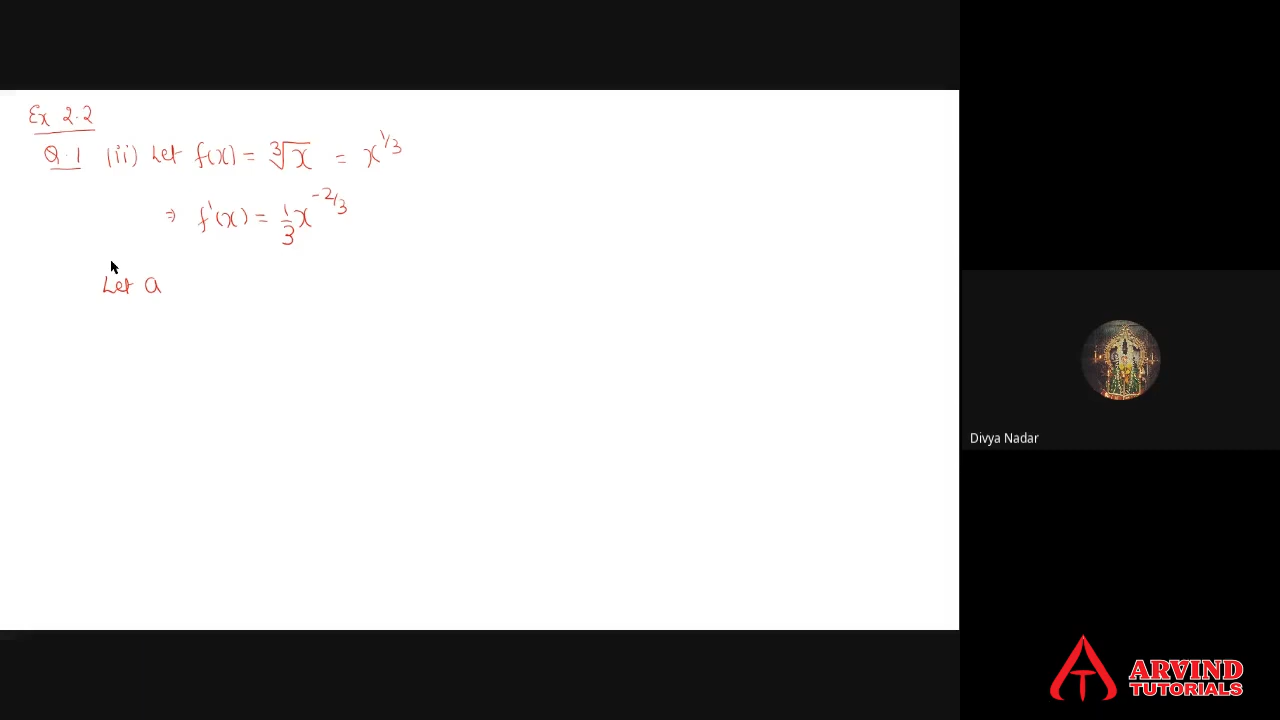 Ex 2.2
Q.1 (ii) Let f(x) = ∛x = x^{1/3}
⇒ f'(x) = 1/3 x^{-2/3}
Let a
Divya Nadar
ARVIND
TUTORIALS